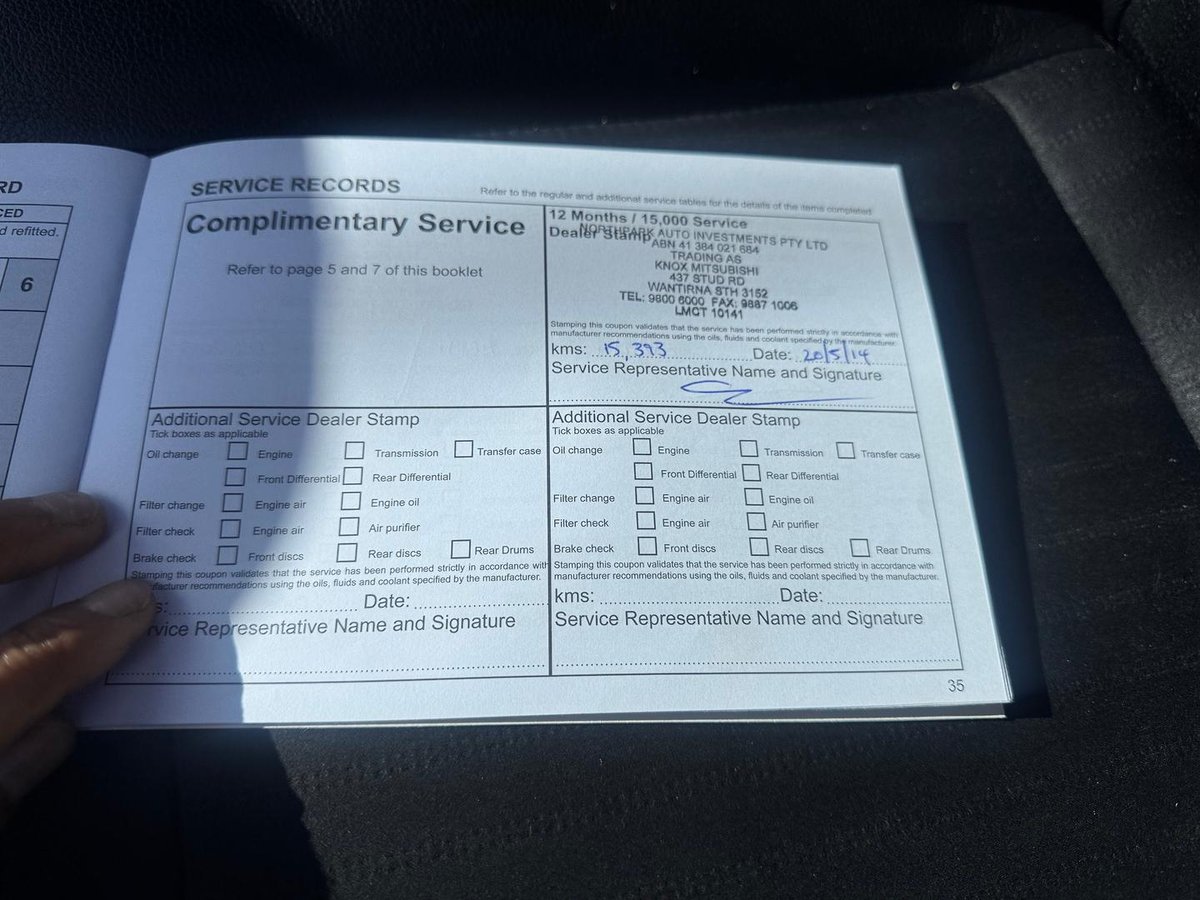 RD
CED
d refitted.
6
SERVICE RECORDS
Refer to the regular and additional service tables for the details of the items completed
Complimentary Service
Refer to page 5 and 7 of this booklet
12 Months / 15,000 Service
Dealer Stamp
NORTHPARK AUTO INVESTMENTS PTY LTD
ABN 41 384 021 684
TRADING AS
KNOX MITSUBISHI
437 STUD RD
WANTIRNA STH 3152
TEL: 9800 6000 FAX: 9887 1006
LMCT 10141
Stamping this coupon validates that the service has been performed strictly in accordance with
manufacturer recommendations using the oils, fluids and coolant specified by the manufacturer.
kms: 15,393 Date: 20/5/14
Service Representative Name and Signature
Additional Service Dealer Stamp
Tick boxes as applicable
Oil change Engine Transmission Transfer case
Front Differential Rear Differential
Filter change Engine air Engine oil
Filter check Engine air Air purifier
Brake check Front discs Rear discs Rear Drums
Stamping this coupon validates that the service has been performed strictly in accordance with
ufacturer recommendations using the oils, fluids and coolant specified by the manufacturer.
s: Date:
rvice Representative Name and Signature
Additional Service Dealer Stamp
Tick boxes as applicable
Oil change Engine Transmission Transfer case
Front Differential Rear Differential
Filter change Engine air Engine oil
Filter check Engine air Air purifier
Brake check Front discs Rear discs Rear Drums
Stamping this coupon validates that the service has been performed strictly in accordance with
manufacturer recommendations using the oils, fluids and coolant specified by the manufacturer.
kms: Date:
Service Representative Name and Signature
35